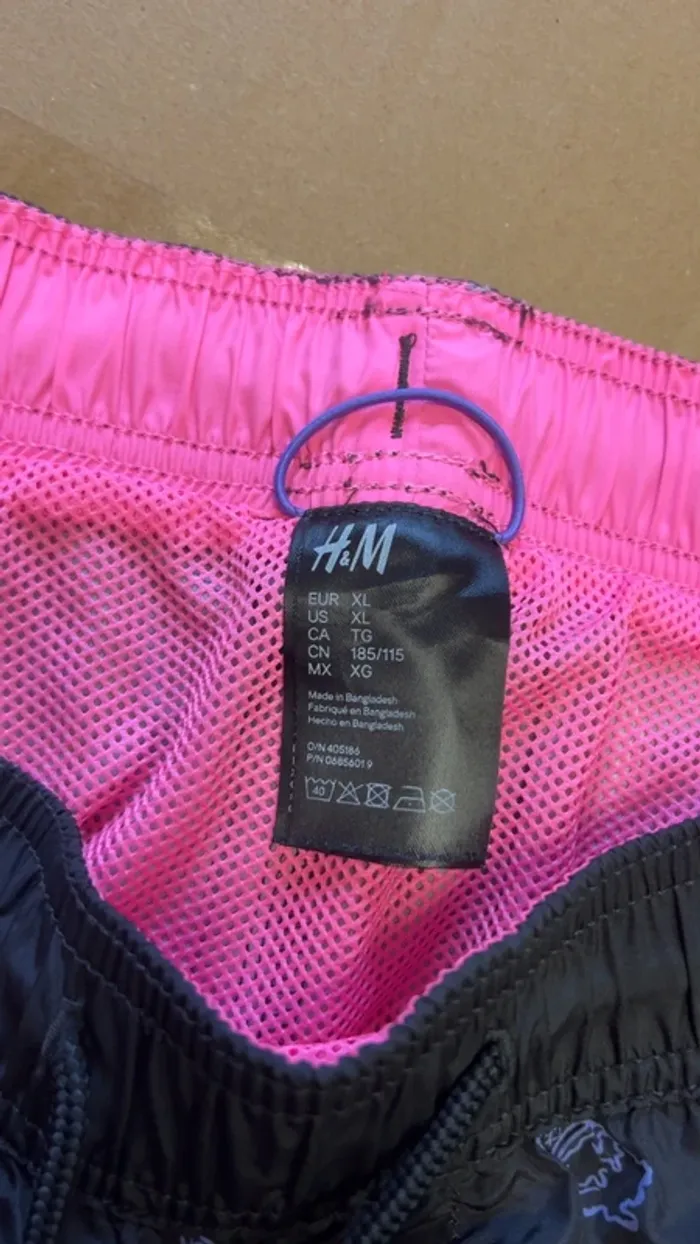 H&M
EUR XL
US XL
CA TG
CN 185/115
MX XG
Made in Bangladesh
Fabriqué en Bangladesh
Hecho en Bangladesh
O/N 405186
P/N 06856019
40